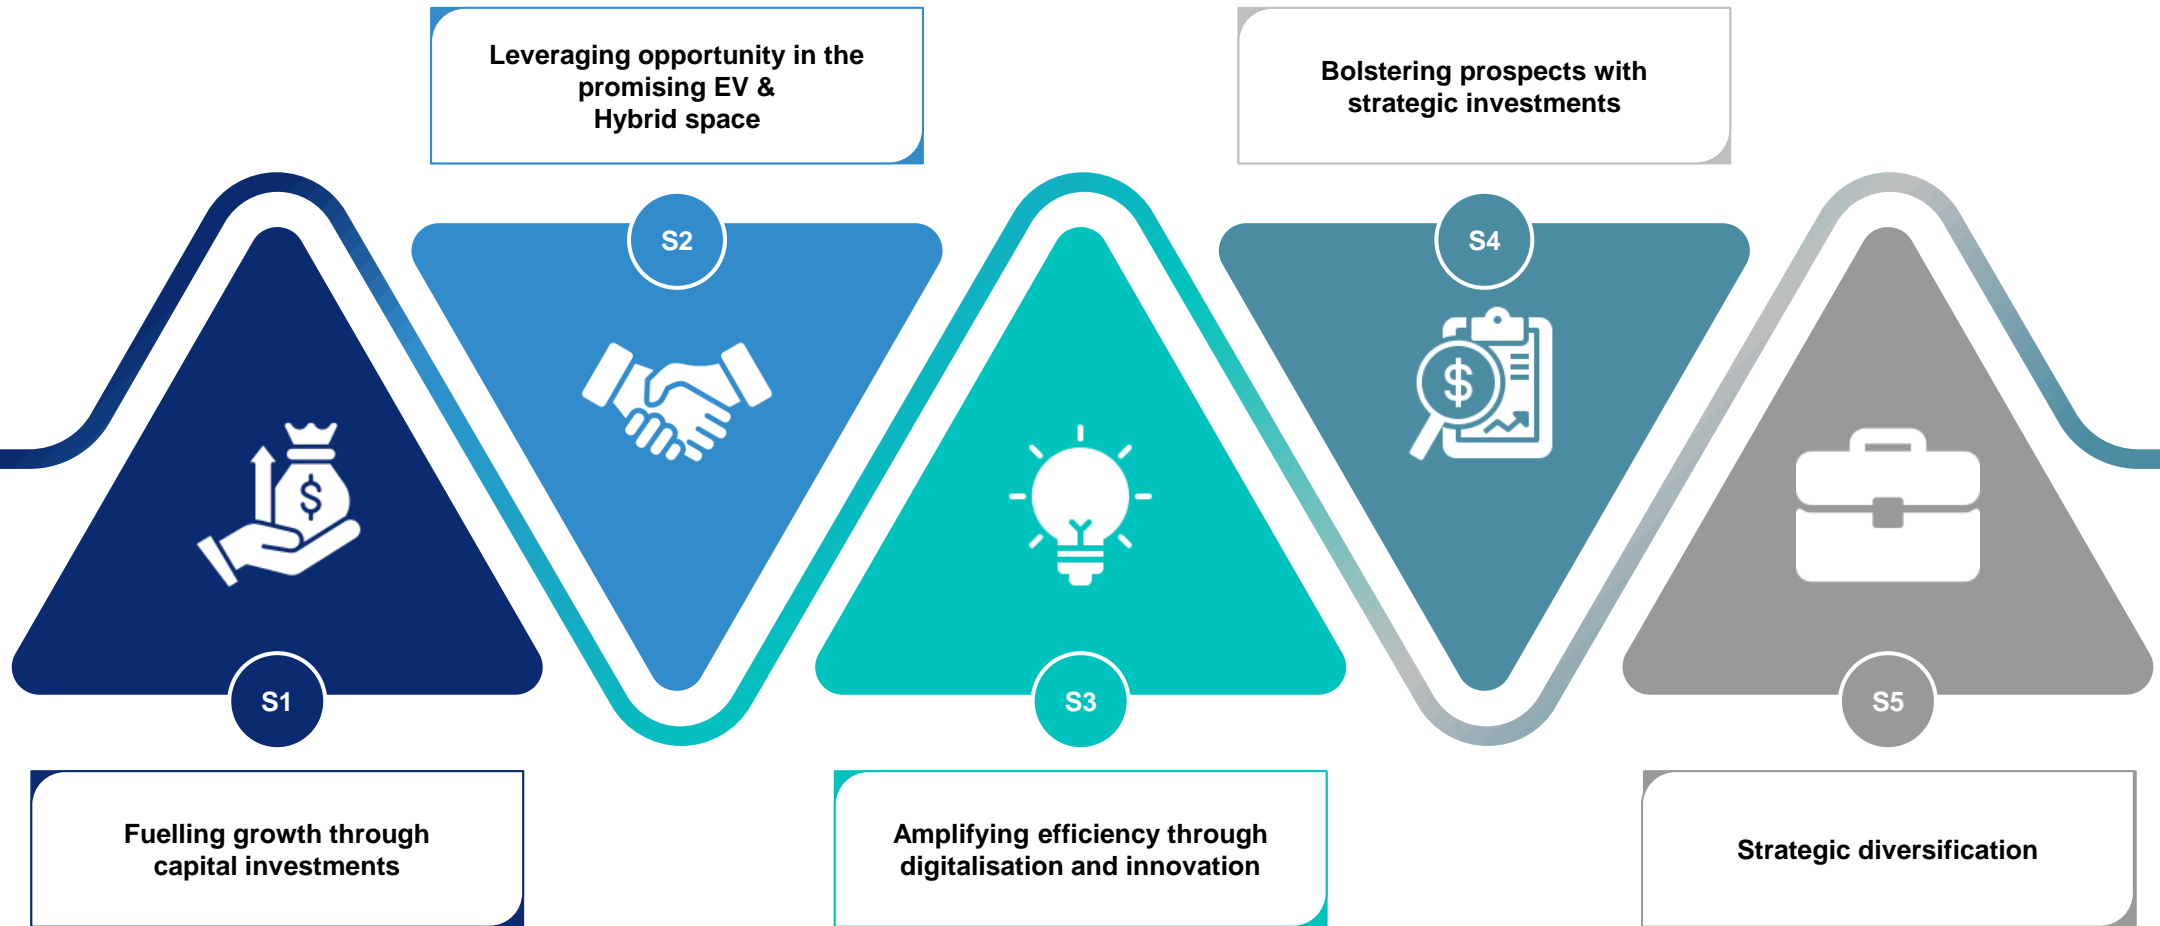 Leveraging opportunity in the
promising EV &
Hybrid space
Bolstering prospects with
strategic investments
S2
S4
$
$
S1
S3
S5
Fuelling growth through
capital investments
Amplifying efficiency through
digitalisation and innovation
Strategic diversification